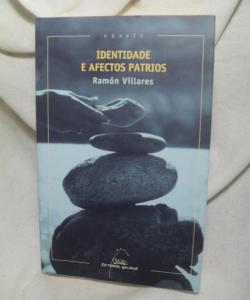 ensaio
IDENTIDADE
E AFECTOS PATRIOS
Ramón Villares
EDITORIAL GALAXIA